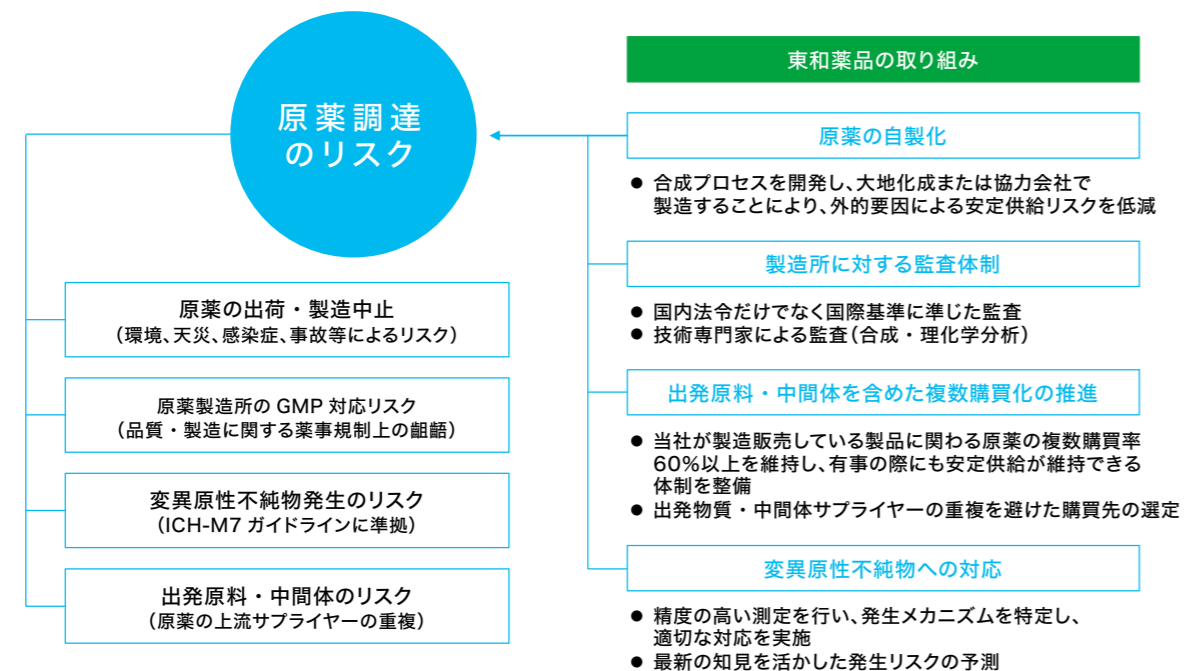 原薬調達
のリスク
原薬の出荷・製造中止
（環境、天災、感染症、事故等によるリスク）
原薬製造所の GMP 対応リスク
（品質・製造に関する薬事規制上の齟齬）
変異原性不純物発生のリスク
（ICH-M7 ガイドラインに準拠）
出発原料・中間体のリスク
（原薬の上流サプライヤーの重複）
東和薬品の取り組み
原薬の自製化
● 合成プロセスを開発し、大地化成または協力会社で
製造することにより、外的要因による安定供給リスクを低減
製造所に対する監査体制
● 国内法令だけでなく国際基準に準じた監査
● 技術専門家による監査（合成・理化学分析）
出発原料・中間体を含めた複数購買化の推進
● 当社が製造販売している製品に関わる原薬の複数購買率
60％以上を維持し、有事の際にも安定供給が維持できる
体制を整備
● 出発物質・中間体サプライヤーの重複を避けた購買先の選定
変異原性不純物への対応
● 精度の高い測定を行い、発生メカニズムを特定し、
適切な対応を実施
● 最新の知見を活かした発生リスクの予測